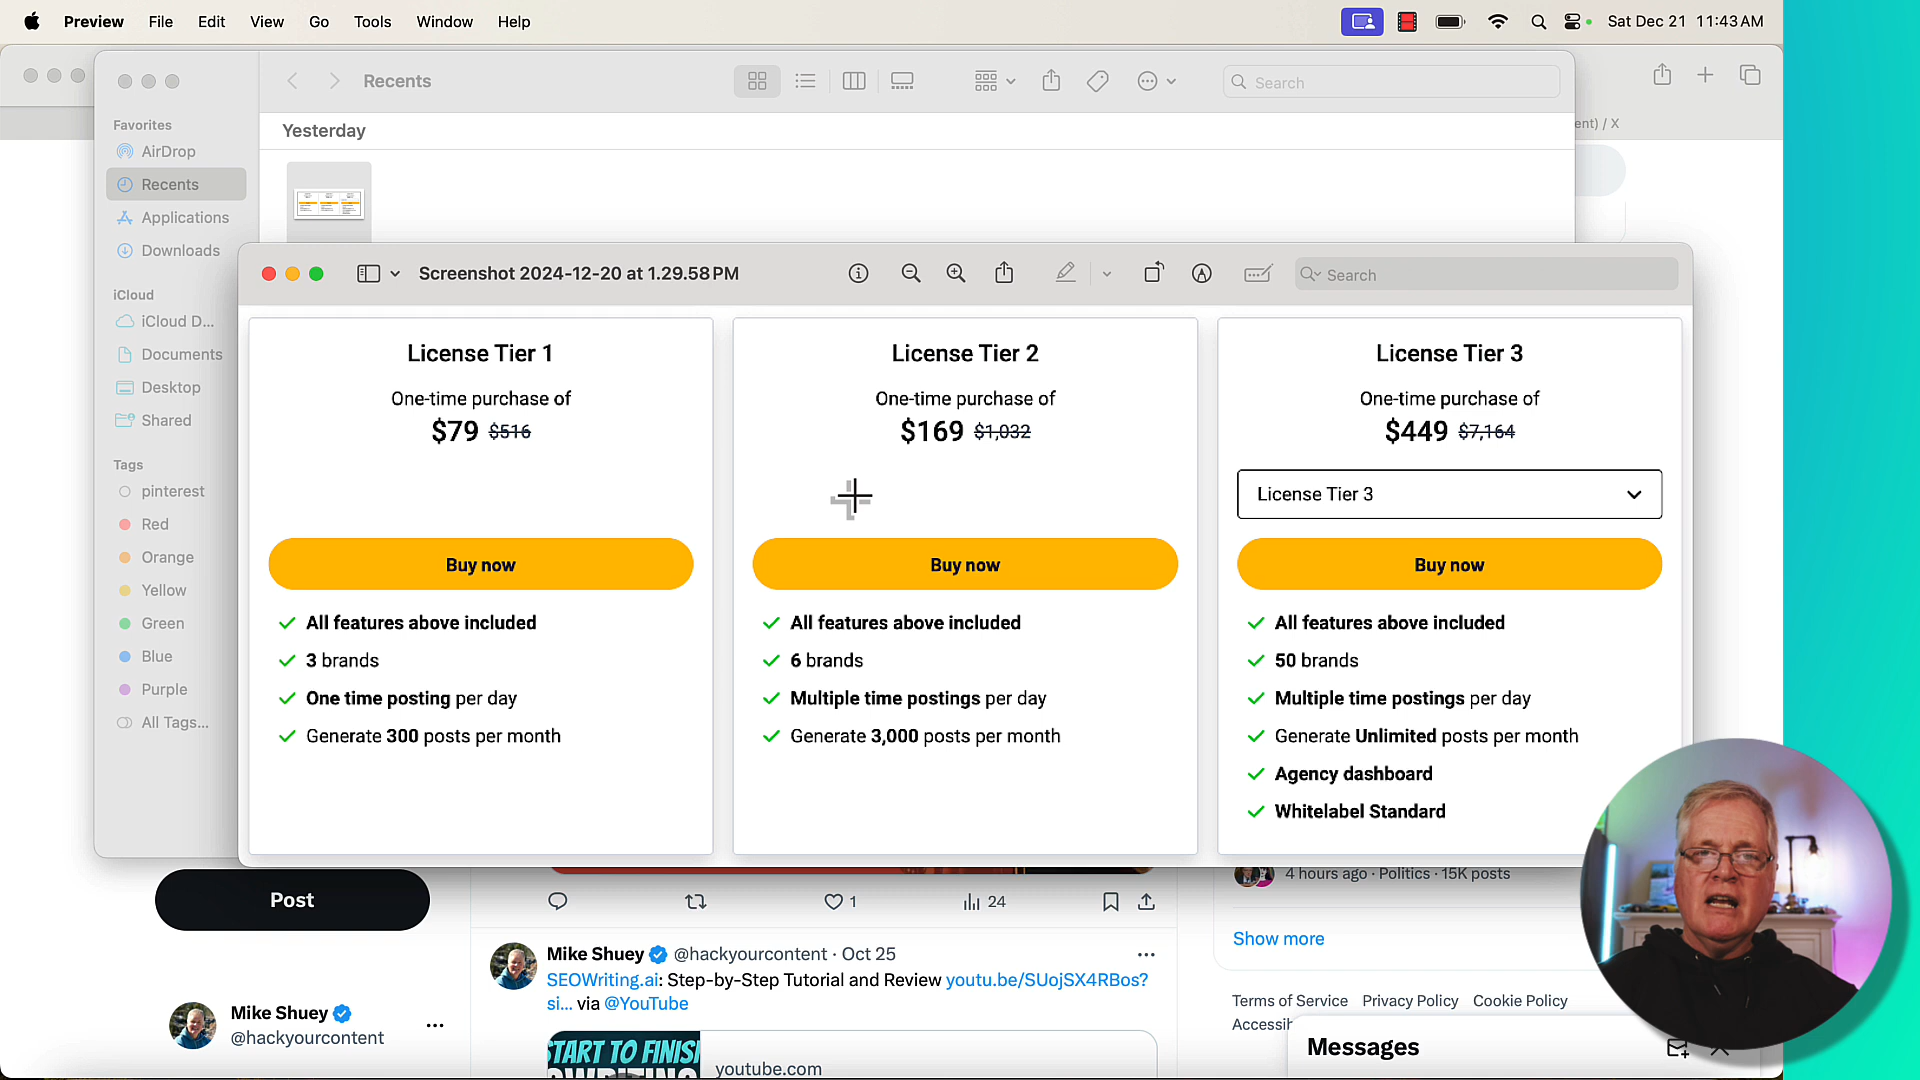 Preview File Edit View Go Tools Window Help
Sat Dec 21 11:43 AM
Recents
Search
ent) / X
Favorites
AirDrop
Recents
Applications
Downloads
iCloud
iCloud D...
Documents
Desktop
Shared
Tags
pinterest
Red
Orange
Yellow
Green
Blue
Purple
All Tags...
Yesterday
Screenshot 2024-12-20 at 1.29.58 PM
Search
License Tier 1
One-time purchase of
$79 $516
Buy now
All features above included
3 brands
One time posting per day
Generate 300 posts per month
License Tier 2
One-time purchase of
$169 $1,032
Buy now
All features above included
6 brands
Multiple time postings per day
Generate 3,000 posts per month
License Tier 3
One-time purchase of
$449 $7,164
License Tier 3
Buy now
All features above included
50 brands
Multiple time postings per day
Generate Unlimited posts per month
Agency dashboard
Whitelabel Standard
Post
Mike Shuey
@hackyourcontent
1
24
Mike Shuey @hackyourcontent · Oct 25
SEOWriting.ai: Step-by-Step Tutorial and Review youtu.be/SUojSX4RBos?
si... via @YouTube
START TO FINISH
youtube.com
4 hours ago · Politics · 15K posts
Show more
Terms of Service Privacy Policy Cookie Policy
Accessib
Messages